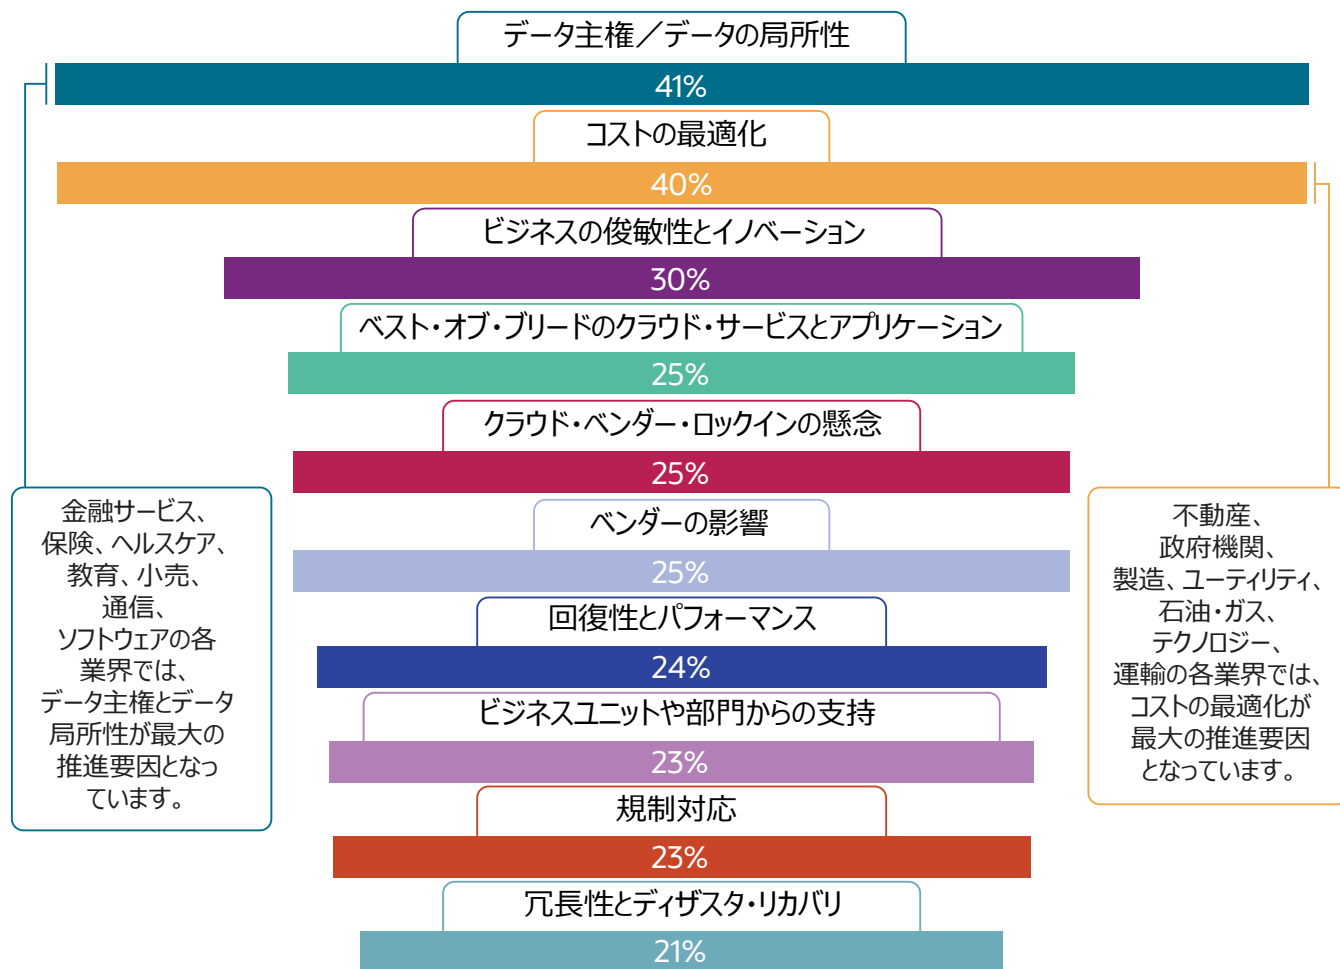 データ主権／データの局所性
41%
コストの最適化
40%
ビジネスの俊敏性とイノベーション
30%
ベスト・オブ・ブリードのクラウド・サービスとアプリケーション
25%
クラウド・ベンダー・ロックインの懸念
25%
ベンダーの影響
25%
回復性とパフォーマンス
24%
ビジネスユニットや部門からの支持
23%
規制対応
23%
冗長性とディザスタ・リカバリ
21%
金融サービス、
保険、ヘルスケア、
教育、小売、
通信、
ソフトウェアの各
業界では、
データ主権とデータ
局所性が最大の
推進要因となっ
ています。
不動産、
政府機関、
製造、ユーティリティ、
石油・ガス、
テクノロジー、
運輸の各業界では、
コストの最適化が
最大の推進要因
となっています。